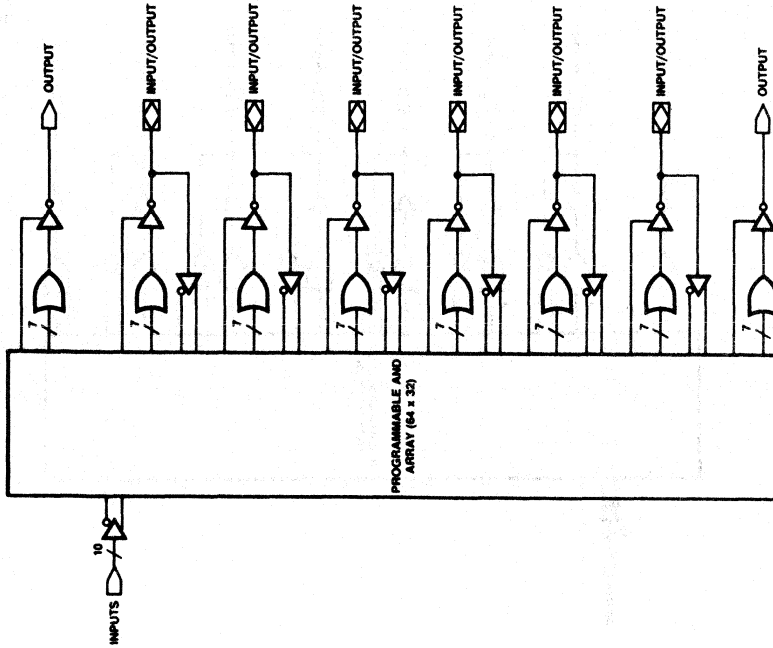 OUTPUT
INPUT/OUTPUT
INPUT/OUTPUT
INPUT/OUTPUT
INPUT/OUTPUT
INPUT/OUTPUT
INPUT/OUTPUT
OUTPUT
7
7
7
7
7
7
7
7
PROGRAMMABLE AND
ARRAY (64 x 32)
10
INPUTS